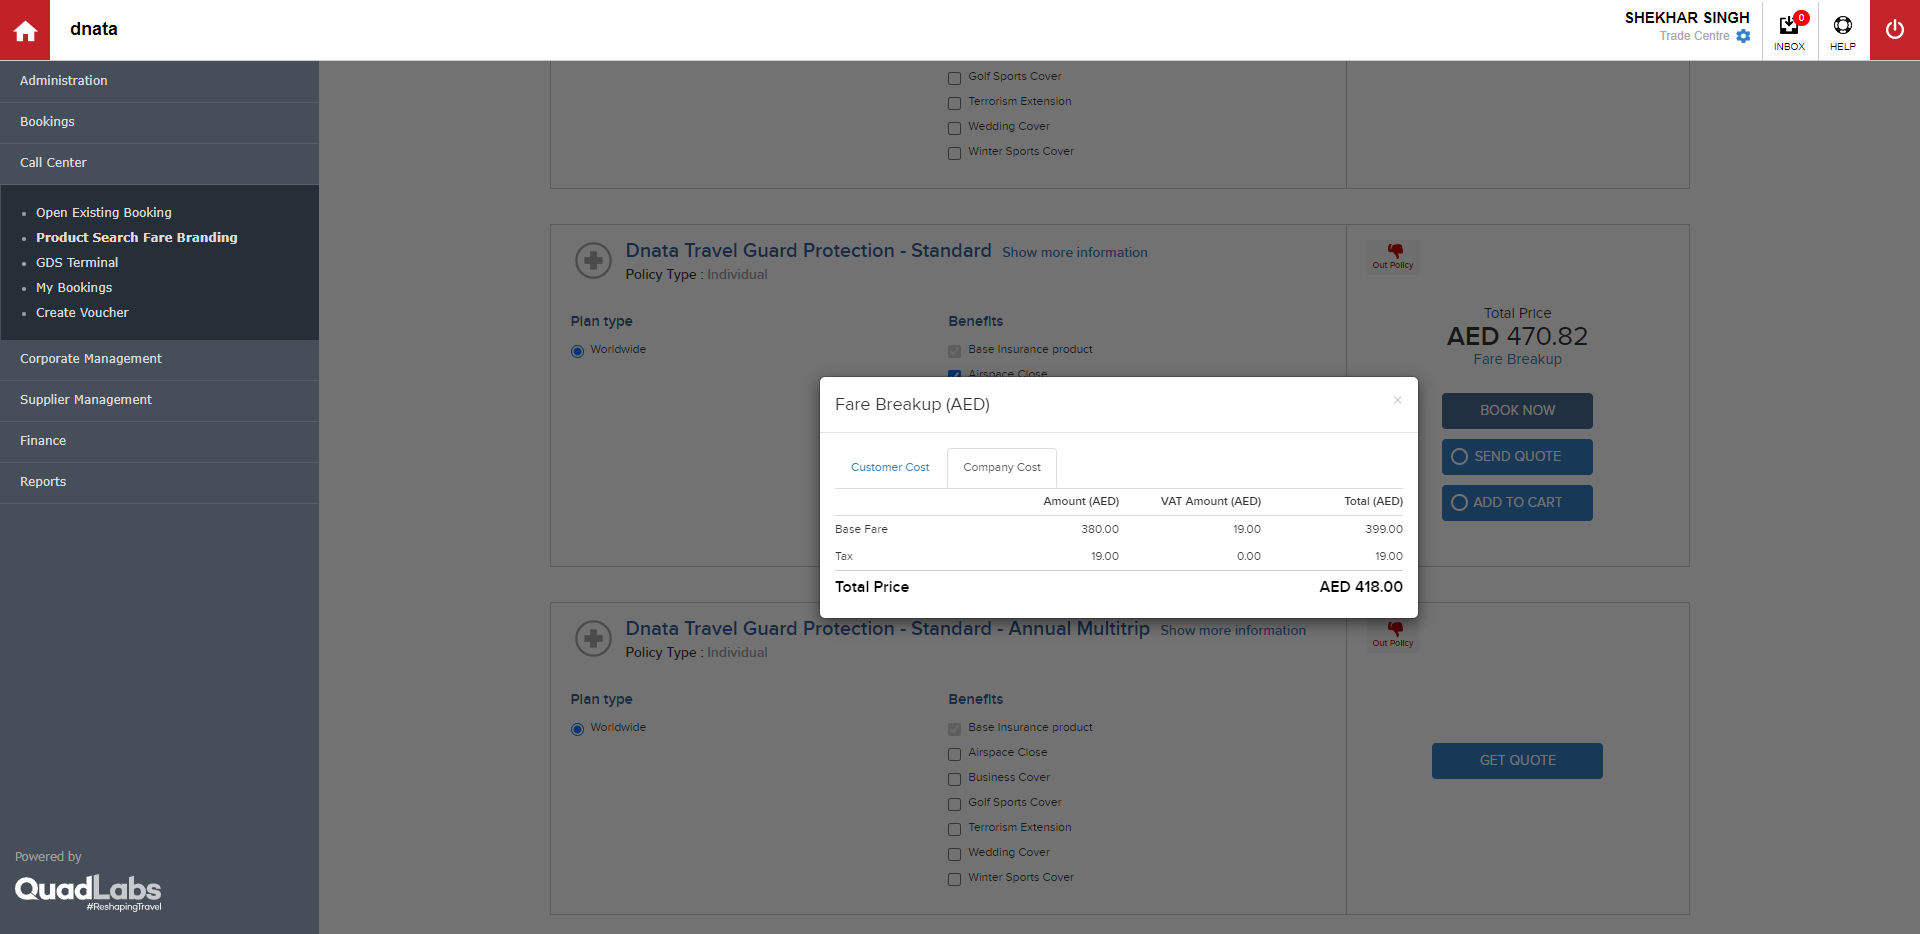 dnata
SHEKHAR SINGH
Trade Centre
0
INBOX
HELP
Administration
Bookings
Call Center
Open Existing Booking
Product Search Fare Branding
GDS Terminal
My Bookings
Create Voucher
Corporate Management
Supplier Management
Finance
Reports
Powered by
QuadLabs
#ReshapingTravel
Golf Sports Cover
Terrorism Extension
Wedding Cover
Winter Sports Cover
Dnata Travel Guard Protection - Standard Show more information
Policy Type : Individual
Plan type
Worldwide
Benefits
Base Insurance product
Airspace Close
Out Policy
Total Price
AED 470.82
Fare Breakup
BOOK NOW
SEND QUOTE
ADD TO CART
Fare Breakup (AED)
×
Customer Cost Company Cost
Amount (AED) VAT Amount (AED) Total (AED)
Base Fare 380.00 19.00 399.00
Tax 19.00 0.00 19.00
Total Price AED 418.00
Dnata Travel Guard Protection - Standard - Annual Multitrip Show more information
Policy Type : Individual
Plan type
Worldwide
Benefits
Base Insurance product
Airspace Close
Business Cover
Golf Sports Cover
Terrorism Extension
Wedding Cover
Winter Sports Cover
Out Policy
GET QUOTE